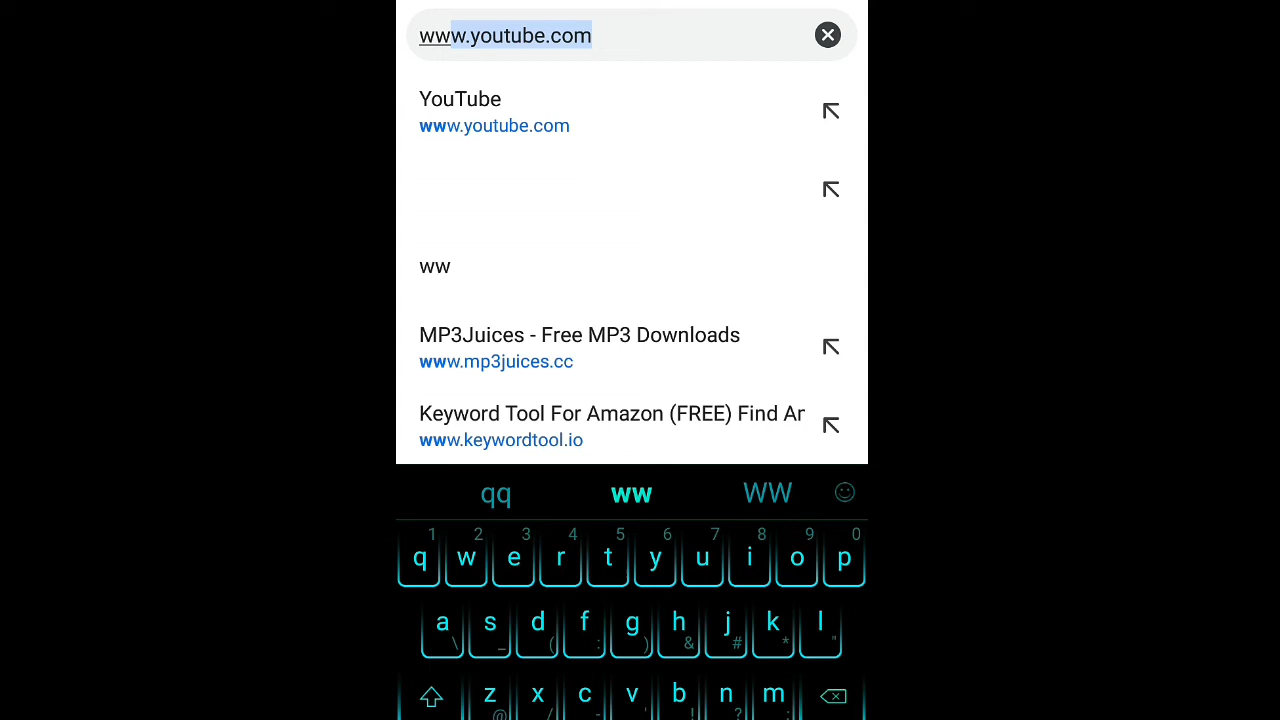 www.youtube.com
YouTube
www.youtube.com
ww
MP3Juices - Free MP3 Downloads
www.mp3juices.cc
Keyword Tool For Amazon (FREE) Find Ar
www.keywordtool.io
qq ww WW
1 2 3 4 5 6 7 8 9 0
q w e r t y u i o p
a s d f g h j k l
\ _ ( : ) & # * "
z x c v b n m
@ / - ' ! ? ;